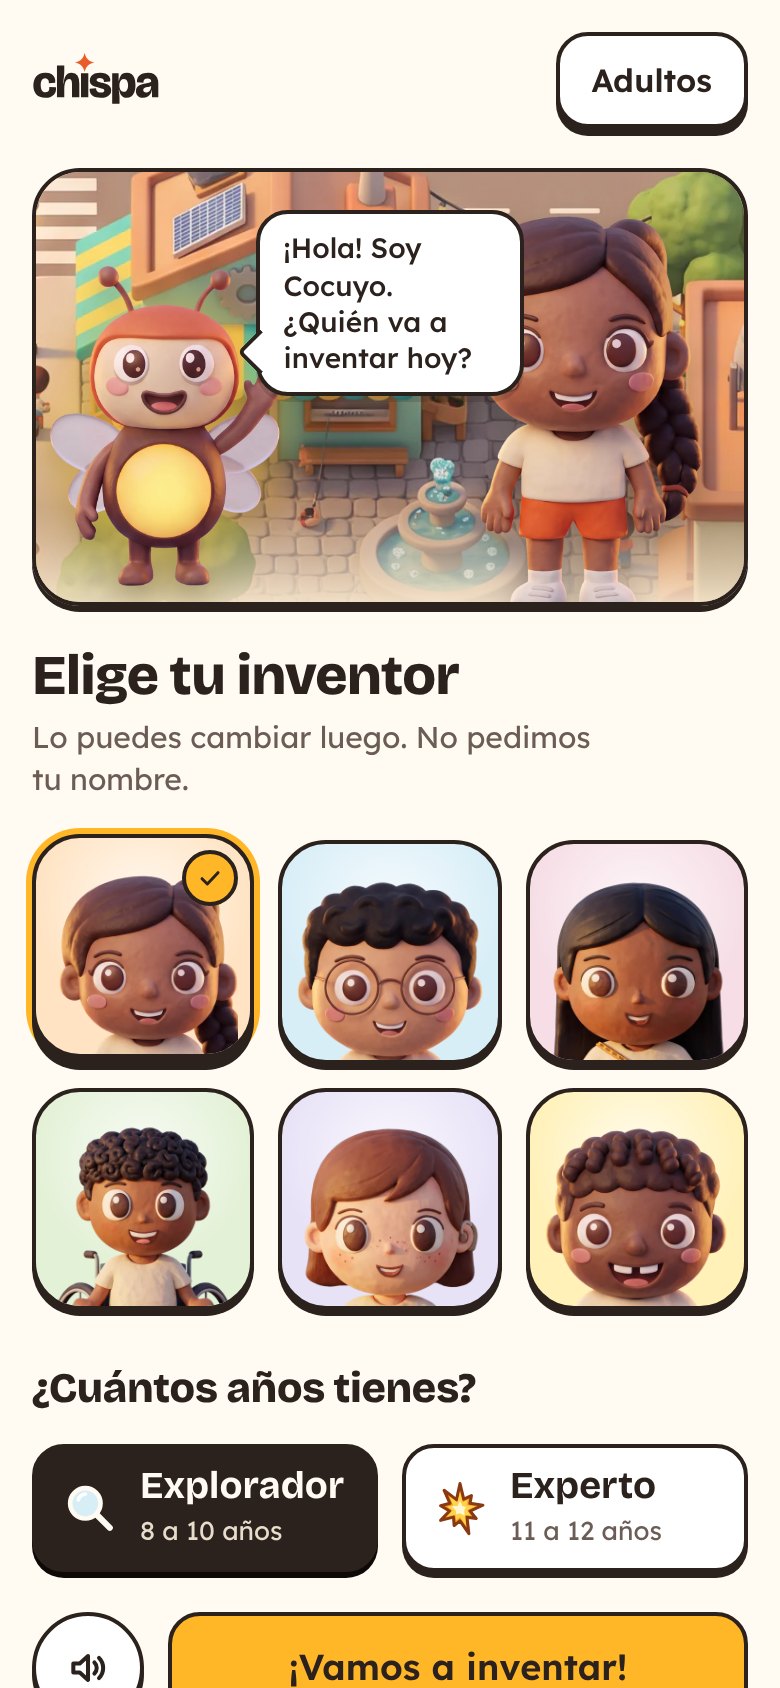 chispa
Adultos
¡Hola! Soy
Cocuyo.
¿Quién va a
inventar hoy?
Elige tu inventor
Lo puedes cambiar luego. No pedimos
tu nombre.
¿Cuántos años tienes?
Explorador
8 a 10 años
Experto
11 a 12 años
¡Vamos a inventar!